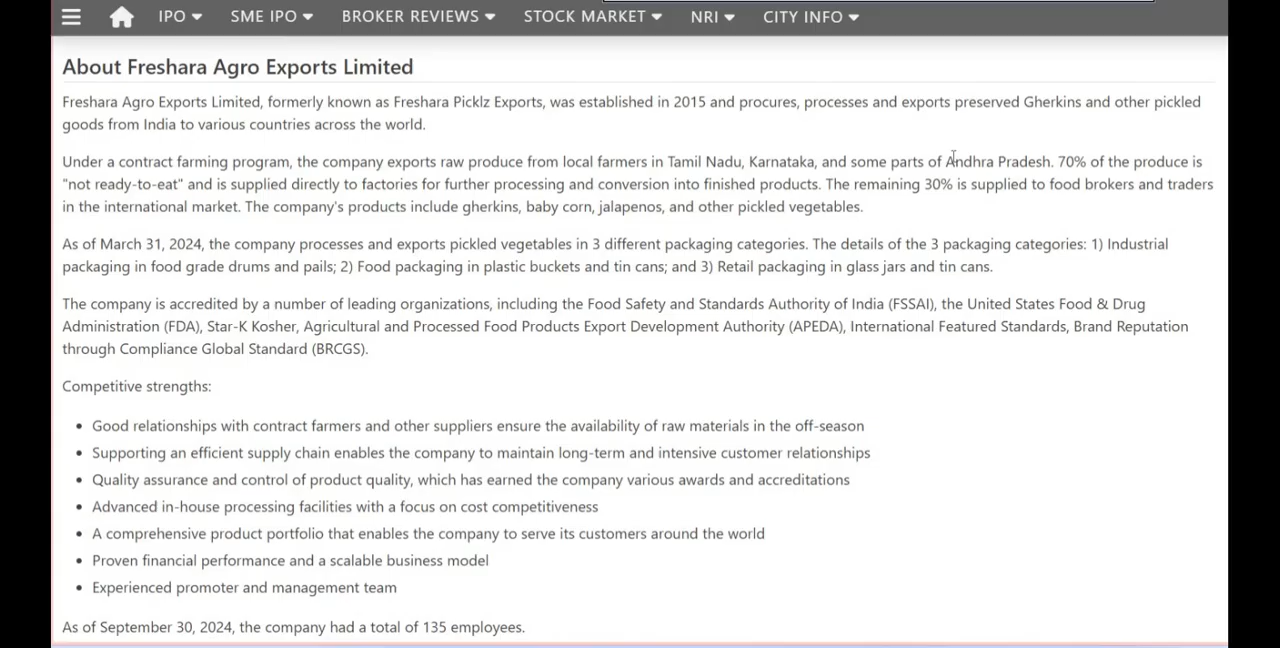 IPO SME IPO BROKER REVIEWS STOCK MARKET NRI CITY INFO
About Freshara Agro Exports Limited
Freshara Agro Exports Limited, formerly known as Freshara Picklz Exports, was established in 2015 and procures, processes and exports preserved Gherkins and other pickled
goods from India to various countries across the world.
Under a contract farming program, the company exports raw produce from local farmers in Tamil Nadu, Karnataka, and some parts of Andhra Pradesh. 70% of the produce is
"not ready-to-eat" and is supplied directly to factories for further processing and conversion into finished products. The remaining 30% is supplied to food brokers and traders
in the international market. The company's products include gherkins, baby corn, jalapenos, and other pickled vegetables.
As of March 31, 2024, the company processes and exports pickled vegetables in 3 different packaging categories. The details of the 3 packaging categories: 1) Industrial
packaging in food grade drums and pails; 2) Food packaging in plastic buckets and tin cans; and 3) Retail packaging in glass jars and tin cans.
The company is accredited by a number of leading organizations, including the Food Safety and Standards Authority of India (FSSAI), the United States Food & Drug
Administration (FDA), Star-K Kosher, Agricultural and Processed Food Products Export Development Authority (APEDA), International Featured Standards, Brand Reputation
through Compliance Global Standard (BRCGS).
Competitive strengths:
• Good relationships with contract farmers and other suppliers ensure the availability of raw materials in the off-season
• Supporting an efficient supply chain enables the company to maintain long-term and intensive customer relationships
• Quality assurance and control of product quality, which has earned the company various awards and accreditations
• Advanced in-house processing facilities with a focus on cost competitiveness
• A comprehensive product portfolio that enables the company to serve its customers around the world
• Proven financial performance and a scalable business model
• Experienced promoter and management team
As of September 30, 2024, the company had a total of 135 employees.